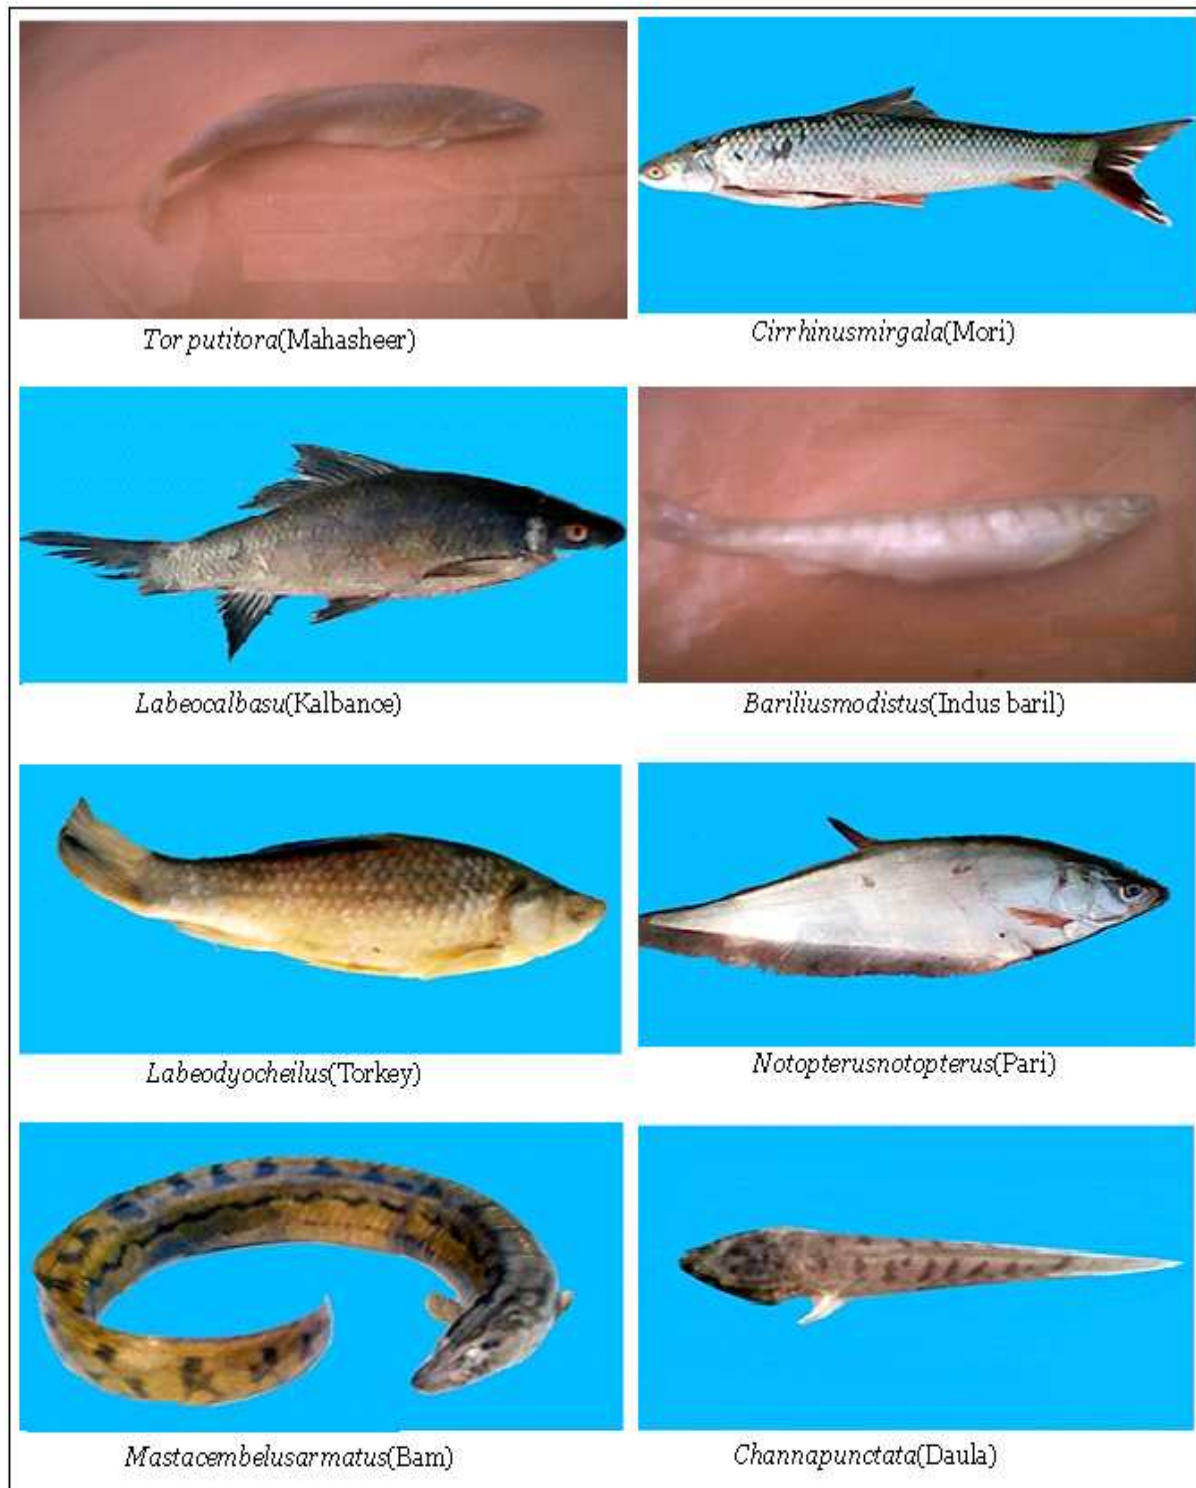 Tor putitora(Mahasheer)
Cirrhinusmirgala(Mori)
Labeocalbasu(Kalbance)
Bariliusmodistus(Indus baril)
Labeodyocheilus(Torkey)
Notopterusnotopterus(Pari)
Mastacembelusarmatus(Bam)
Channapunctata(Daula)